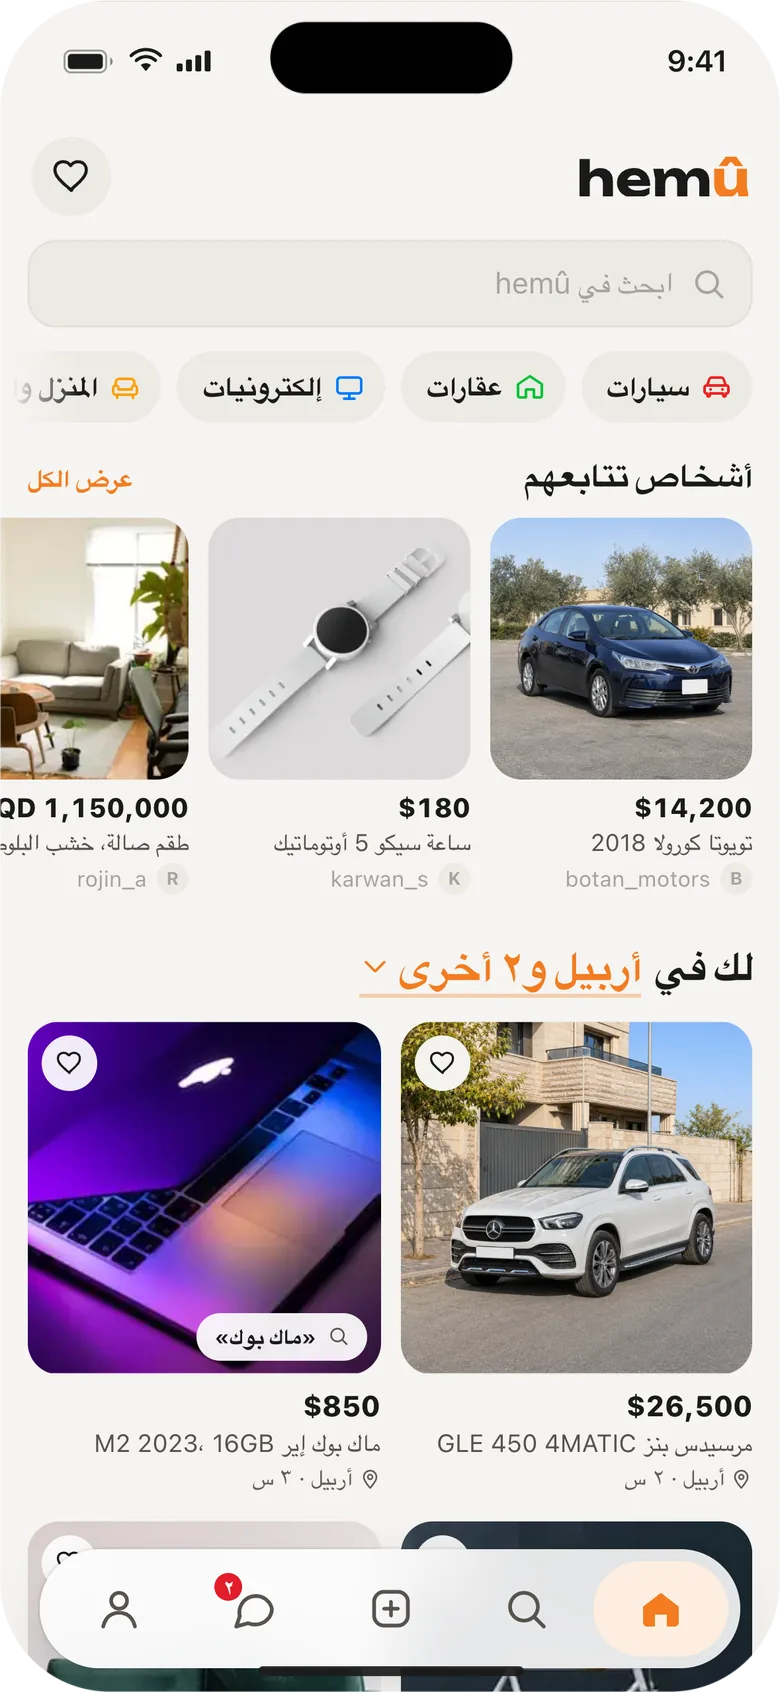 9:41
hemû
ابحث في hemû
سيارات
عقارات
إلكترونيات
المنزل
أشخاص تتابعهم
عرض الكل
$14,200
تويوتا كورولا 2018
B botan_motors
$180
ساعة سيكو 5 أوتوماتيك
K karwan_s
QD 1,150,000
طقم صالة، خشب البلو
R rojin_a
لك في أربيل و٢ أخرى
$26,500
مرسيدس بنز GLE 450 4MATIC
أربيل · ٢ س
«ماك بوك»
$850
ماك بوك إير M2 2023، 16GB
أربيل · ٣ س
٢